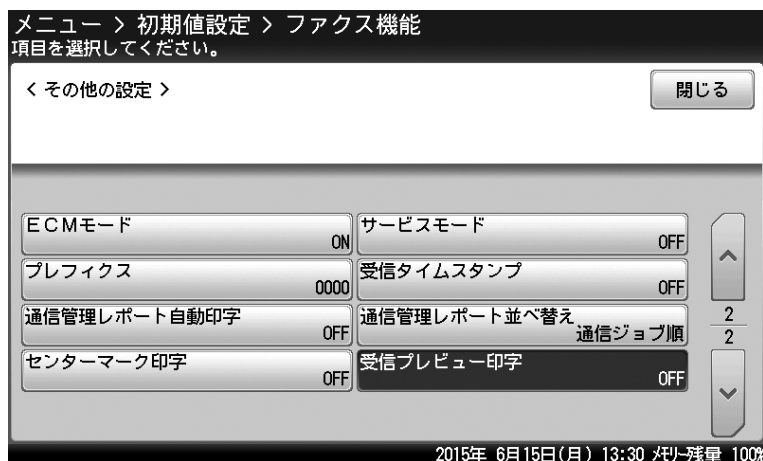 メニュー > 初期値設定 > ファクス機能
項目を選択してください。
< その他の設定 >
閉じる
ECMモード
ON
サービスモード
OFF
プレフィクス
0000
受信タイムスタンプ
OFF
通信管理レポート自動印字
OFF
通信管理レポート並べ替え
通信ジョブ順
センターマーク印字
OFF
受信プレビュー印字
OFF
2
2
2015年 6月15日(月) 13:30 メモリー残量 100%